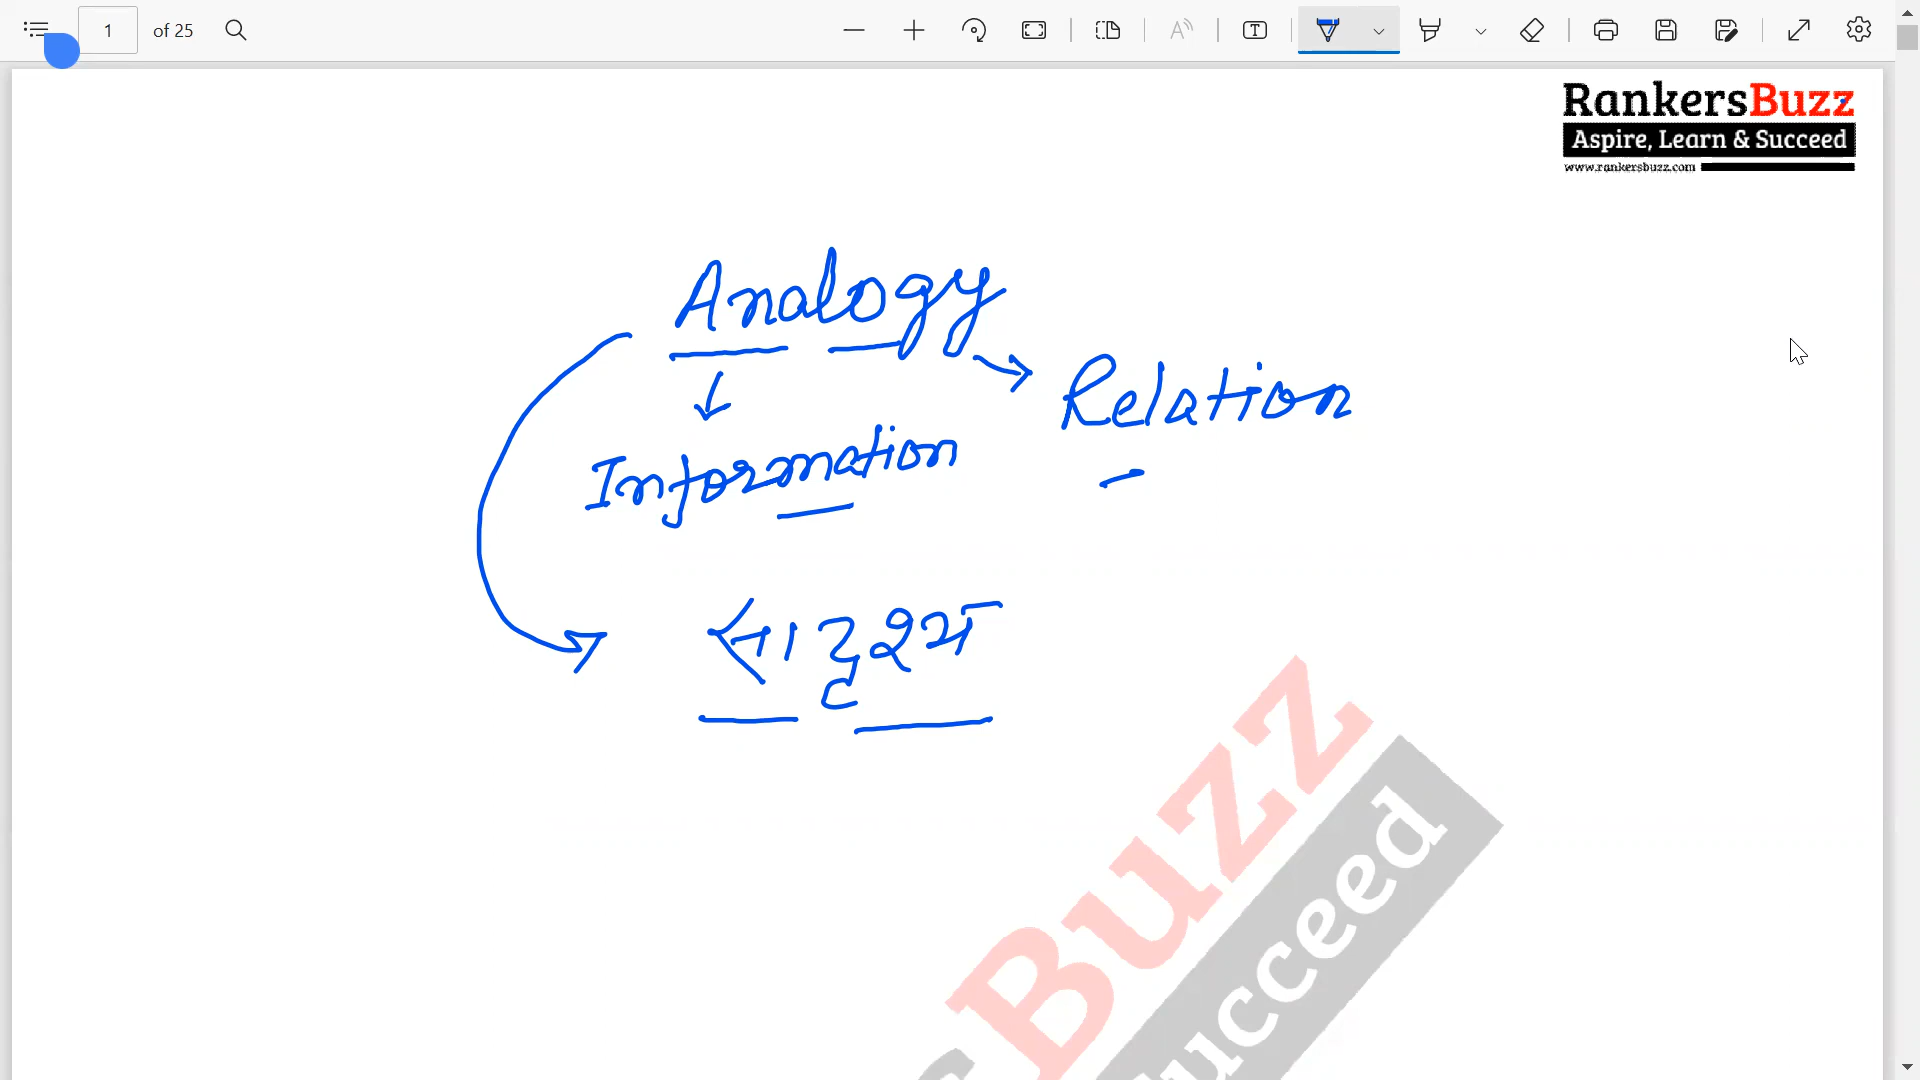 1 of 25
RankersBuzz
Aspire, Learn & Succeed
www.rankersbuzz.com
Analogy
Relation
Information
सादृश्य
Buzz
ucceed